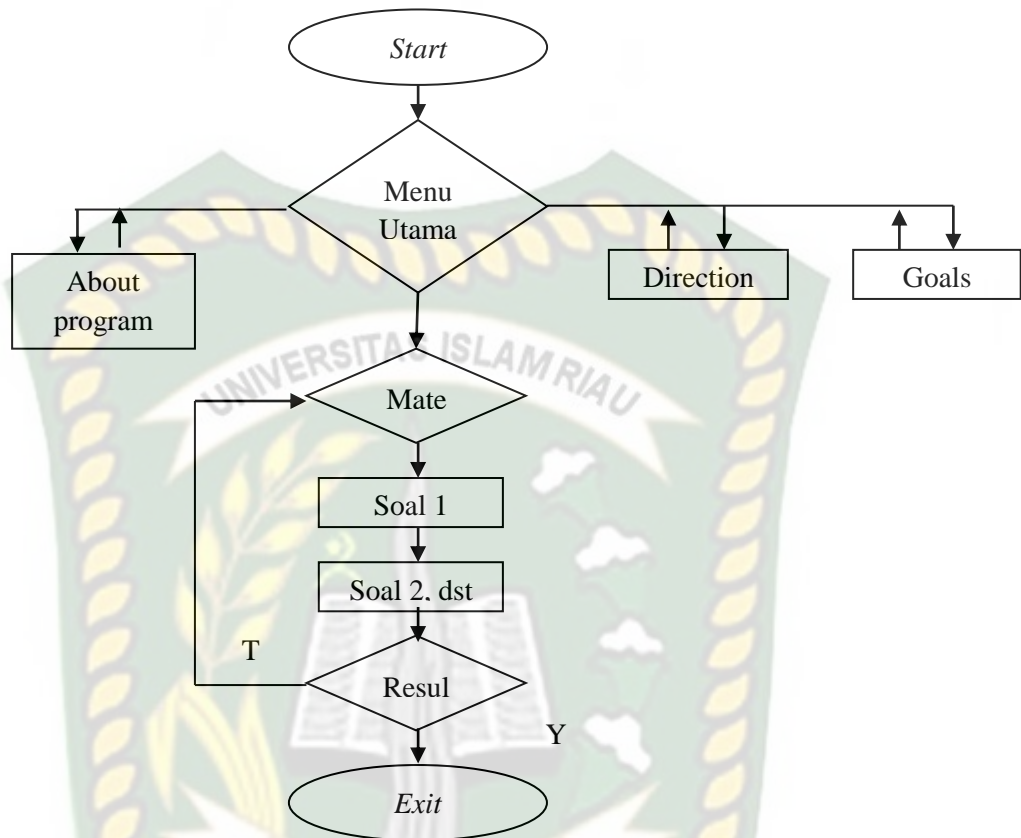 Start
Menu
Utama
About
program
Direction
Goals
UNIVERSITAS ISLAM RIAU
Mate
Soal 1
Soal 2, dst
T
Resul
Y
Exit